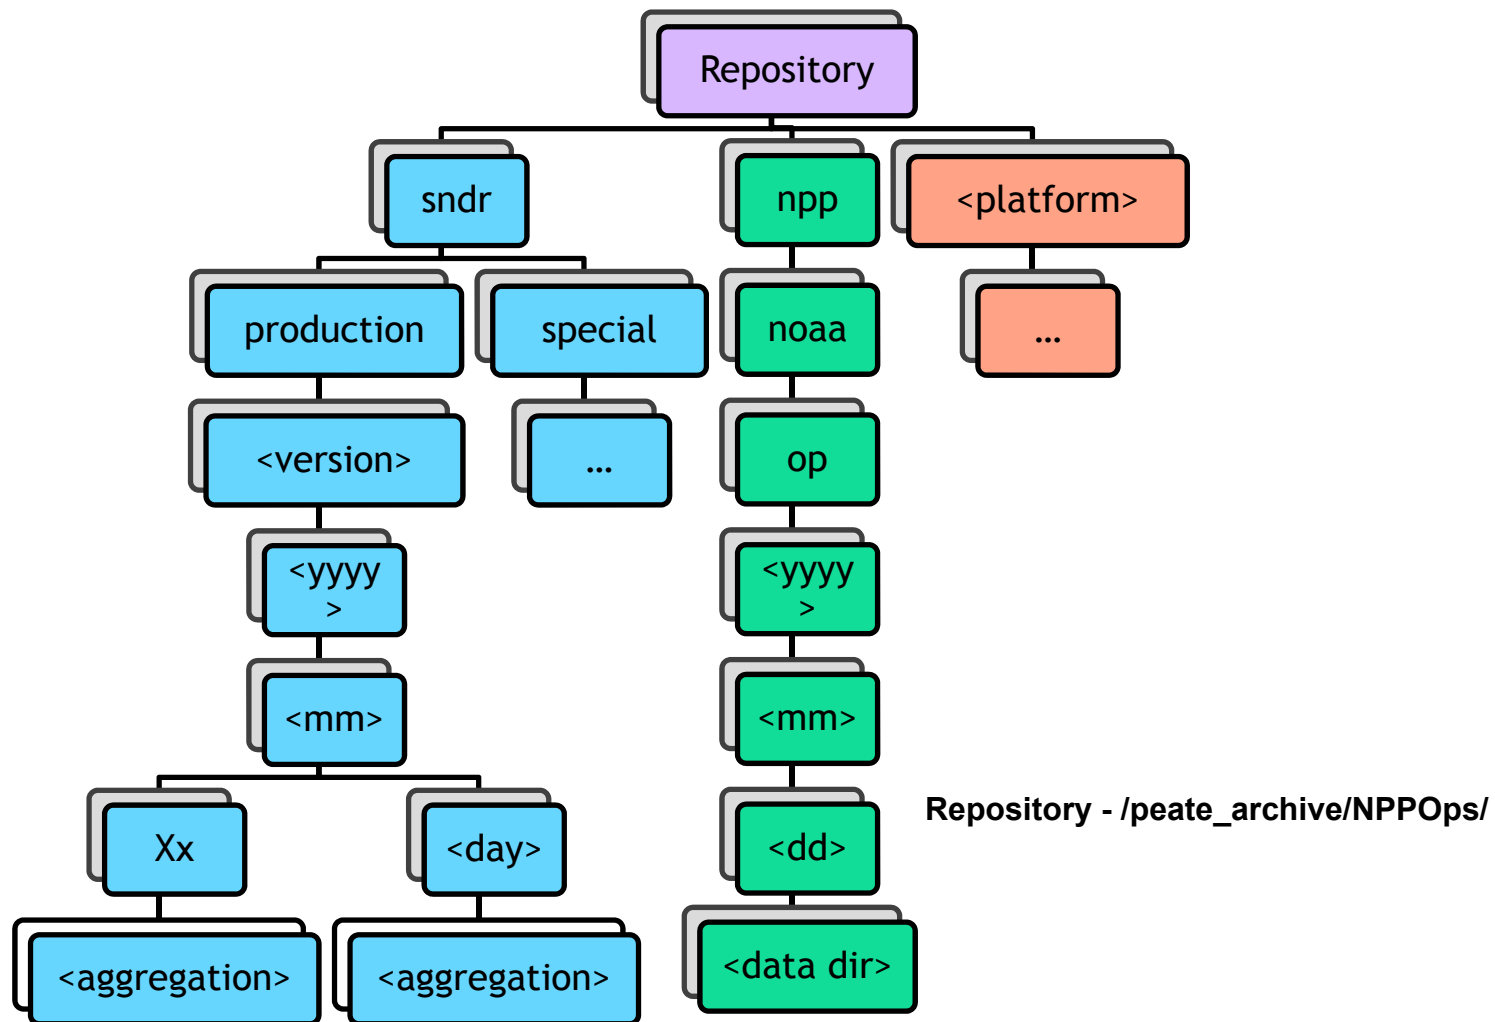 Repository
sndr
npp
<platform>
production
special
noaa
...
<version>
...
op
<yyyy
>
<yyyy
>
<mm>
<mm>
Xx
<day>
<dd>
Repository - /peate_archive/NPPOps/
<aggregation>
<aggregation>
<data dir>